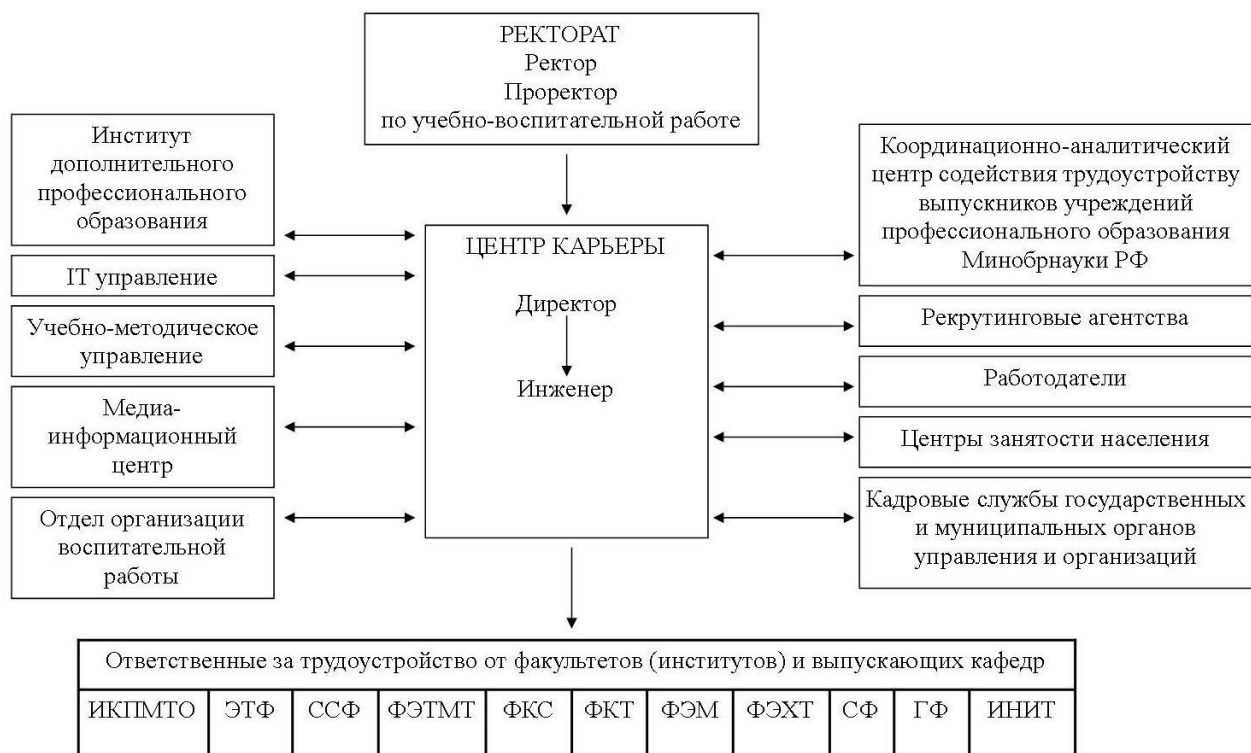 РЕКТОРАТ
Ректор
Проректор
по учебно-воспитательной работе
Институт
дополнительного
профессионального
образования
IT управление
Учебно-методическое
управление
Медиа-
информационный
центр
Отдел организации
воспитательной
работы
ЦЕНТР КАРЬЕРЫ
Директор
Инженер
Координационно-аналитический
центр содействия трудоустройству
выпускников учреждений
профессионального образования
Минобрнауки РФ
Рекрутинговые агентства
Работодатели
Центры занятости населения
Кадровые службы государственных
и муниципальных органов
управления и организаций
Ответственные за трудоустройство от факультетов (институтов) и выпускающих кафедр
ИКПМТО ЭТФ ССФ ФЭТМТ ФКС ФКТ ФЭМ ФЭХТ СФ ГФ ИНИТ